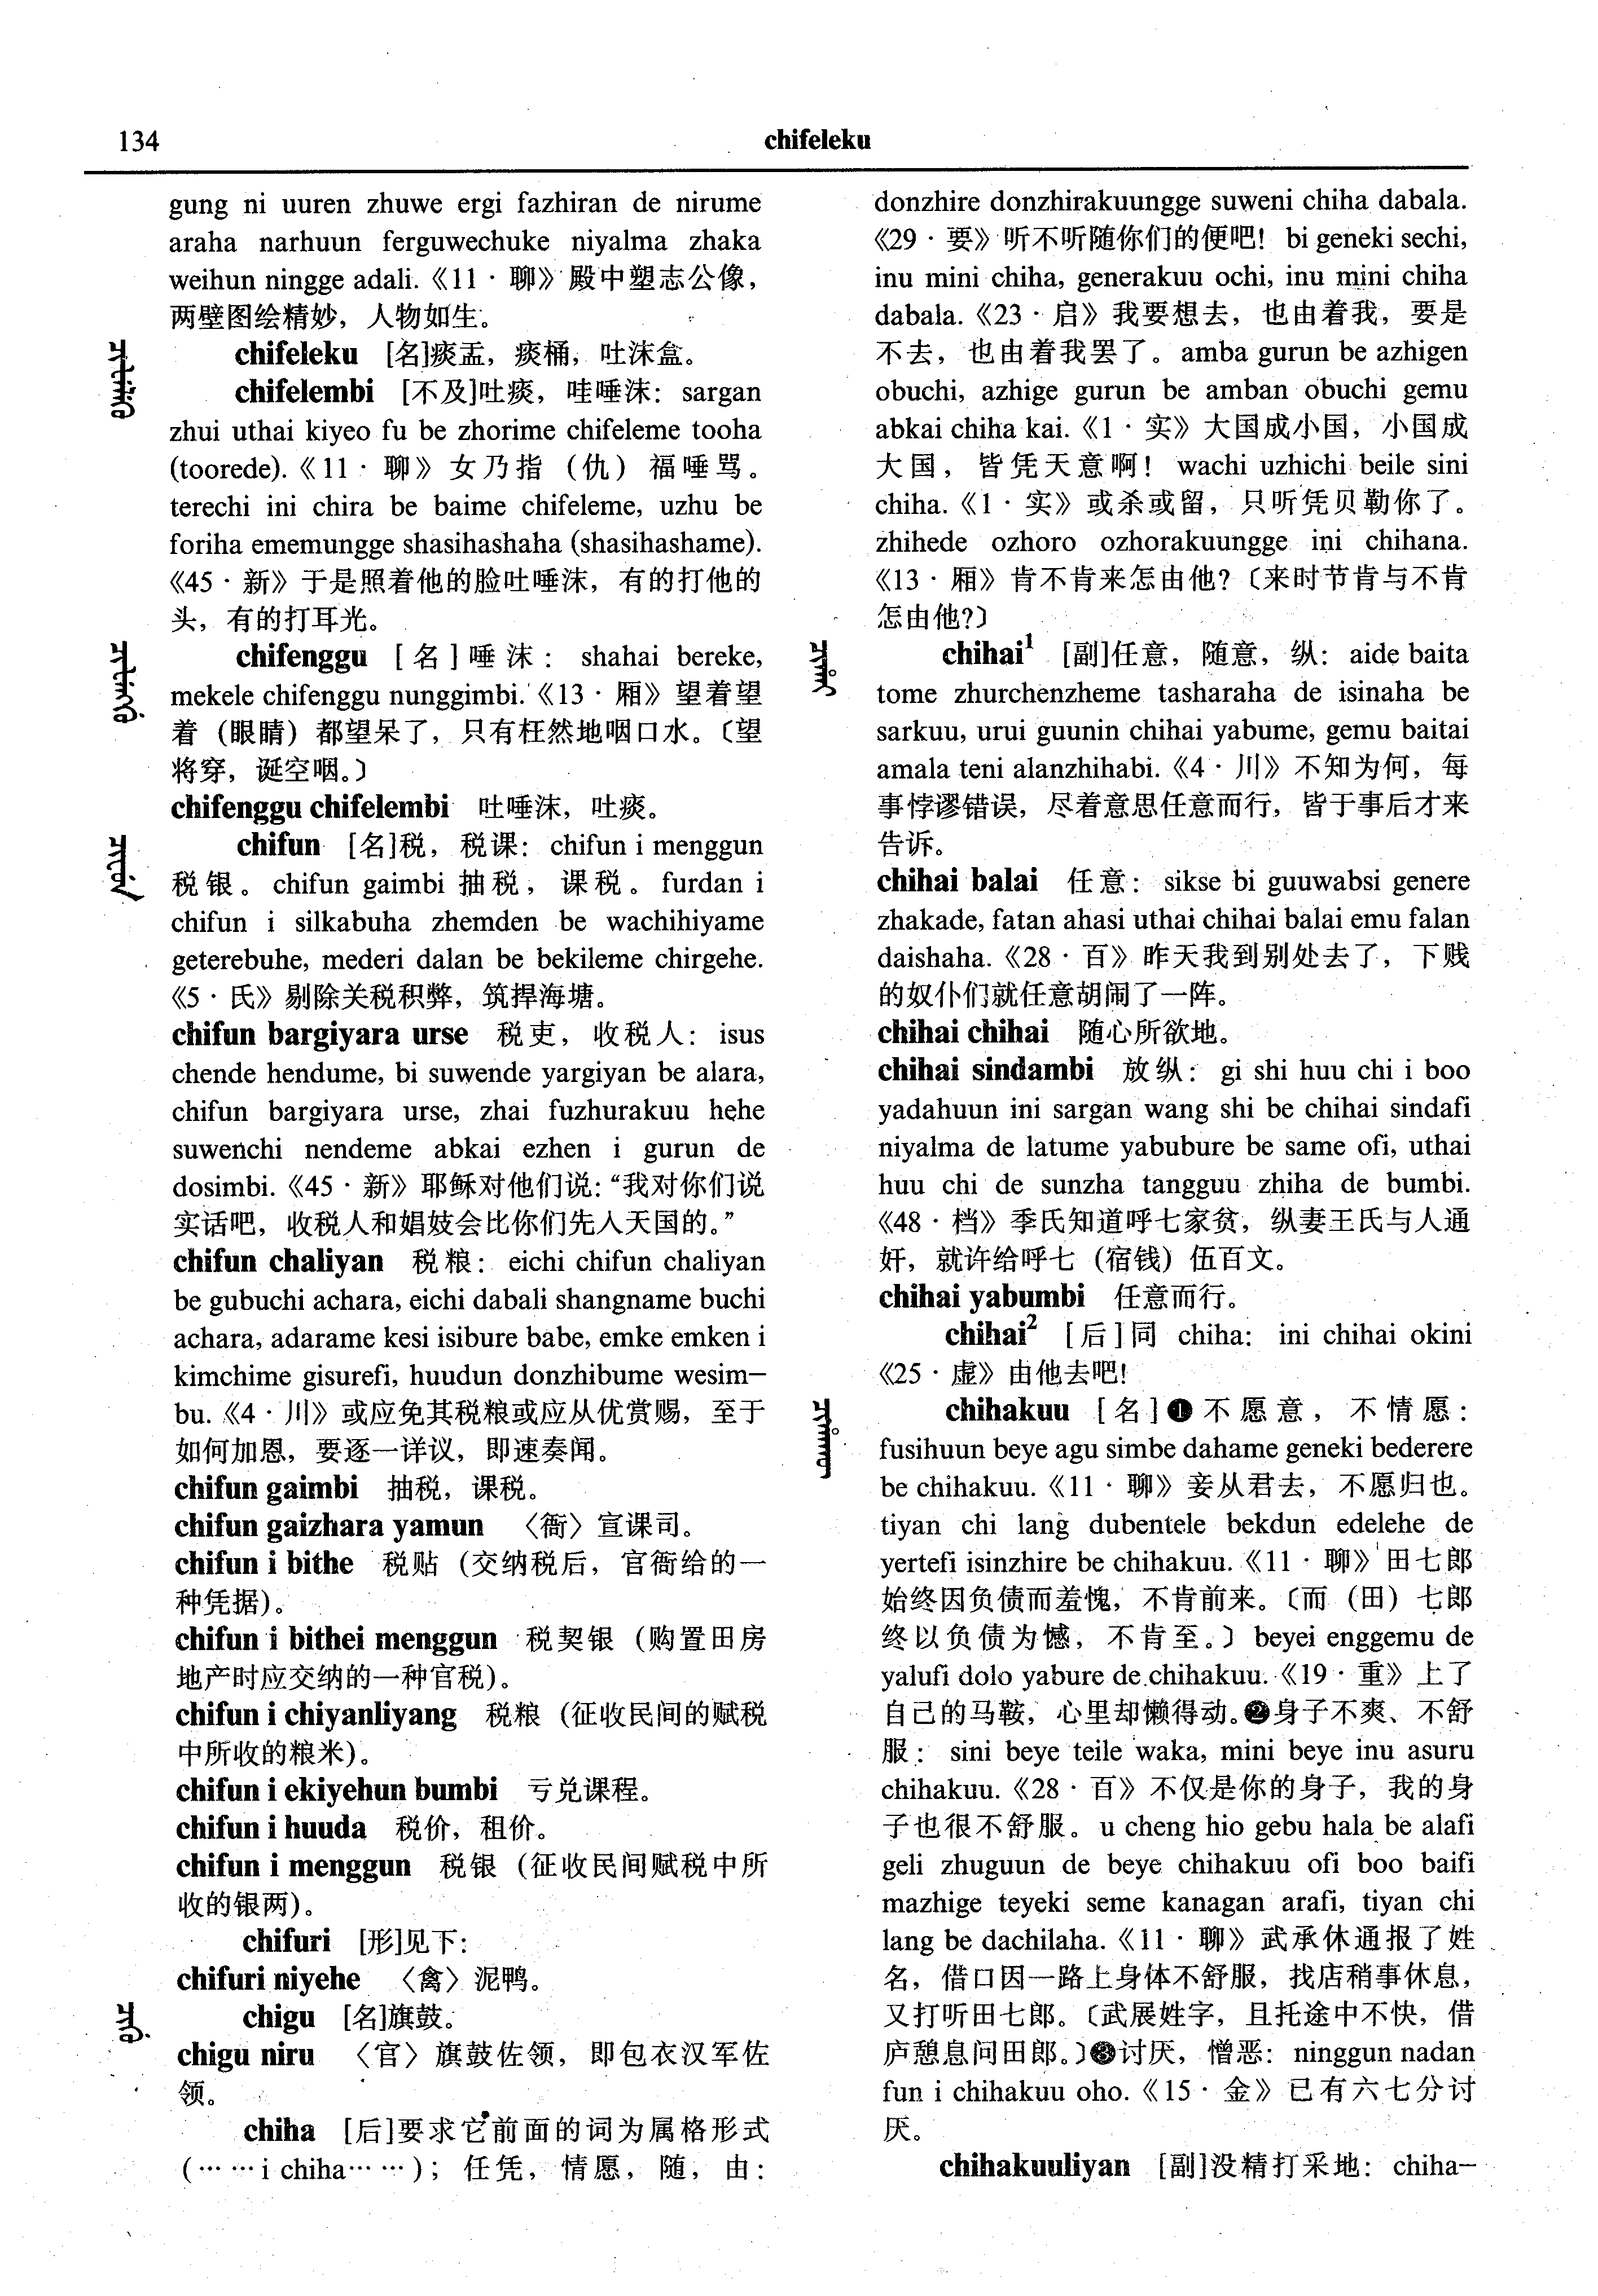 134
chifeleku
gung ni uuren zhuwe ergi fazhiran de nirume
araha narhuun ferguwechuke niyalma zhaka
weihun ningge adali.《11·聊》殿中塑志公像，
两壁图绘精妙，人物如生。
chifeleku [名]痰盂，痰桶，吐沫盒。
chifelembi [不及]吐痰，哇唾沫：sargan
zhui uthai kiyeo fu be zhorime chifeleme tooha
(toorede).《11·聊》女乃指（仇）福唾骂。
terechi ini chira be baime chifeleme, uzhu be
foriha ememungge shasihashaha (shasihashame).
《45·新》于是照着他的脸吐唾沫，有的打他的
头，有的打耳光。
chifenggu [名]唾沫：shahai bereke,
mekele chifenggu nunggimbi.《13·厢》望着望
着（眼睛）都望呆了，只有枉然地咽口水。〔望
将穿，诞空咽。〕
chifenggu chifelembi 吐唾沫，吐痰。
chifun [名]税，税课：chifun i menggun
税银。chifun gaimbi 抽税，课税。furdan i
chifun i silkabuha zhemden be wachihiyame
geterebuhe, mederi dalan be bekileme chirgehe.
《5·氏》剔除关税积弊，筑捍海塘。
chifun bargiyara urse 税吏，收税人：isus
chende hendume, bi suwende yargiyan be alara,
chifun bargiyara urse, zhai fuzhurakuu hehe
suwenchi nendeme abkai ezhen i gurun de
dosimbi.《45·新》耶稣对他们说：“我对你们说
实话吧，收税人和娼妓会比你们先人天国的。”
chifun chaliyan 税粮：eichi chifun chaliyan
be gubuchi achara, eichi dabali shangname buchi
achara, adarame kesi isibure babe, emke emken i
kimchime gisurefi, huudun donzhibume wesim–
bu.《4·川》或应免其税粮或应从优赏赐，至于
如何加恩，要逐一详议，即速奏闻。
chifun gaimbi 抽税，课税。
chifun gaizhara yamun 〈衙〉宣课司。
chifun i bithe 税贴（交纳税后，官衙给的一
种凭据）。
chifun i bithei menggun 税契银（购置田房
地产时应交纳的一种官税）。
chifun i chiyanliyang 税粮（征收民间的赋税
中所收的粮米）。
chifun i ekiyehun bumbi 亏兑课程。
chifun i huuda 税价，租价。
chifun i menggun 税银（征收民间赋税中所
收的银两）。
chifuri [形]见下：
chifuri niyehe 〈禽〉泥鸭。
chigu [名]旗鼓。
chigu niru 〈官〉旗鼓佐领，即包衣汉军佐
领。
chiha [后]要求它前面的词为属格形式
(……i chiha……)；任凭，情愿，随，由：
donzhire donzhirakuungge suweni chiha dabala.
《29·要》听不听随你们的便吧！bi geneki sechi,
inu mini chiha, generakuu ochi, inu mini chiha
dabala.《23·启》我要想去，也由着我，要是
不去，也由着我罢了。amba gurun be azhigen
obuchi, azhige gurun be amban obuchi gemu
abkai chiha kai.《1·实》大国成小国，小国成
大国，皆凭天意啊！wachi uzhichi beile sini
chiha.《1·实》或杀或留，只听凭贝勒你了。
zhihede ozhoro ozhorakuungge ini chihana.
《13·厢》肯不肯来怎由他？〔来时节肯与不肯
怎由他？〕
chihai¹ [副]任意，随意，纵：aide baita
tome zhurchenzheme tasharaha de isinaha be
sarkuu, urui guunin chihai yabume, gemu baitai
amala teni alanzhihabi.《4·川》不知为何，每
事悖谬错误，尽着意思任意而行，皆于事后才来
告诉。
chihai balai 任意：sikse bi guuwabsi genere
zhakade, fatan ahasi uthai chihai balai emu falan
daishaha.《28·百》昨天我到别处去了，下贱
的奴仆们就任意胡闹了一阵。
chihai chihai 随心所欲地。
chihai sindambi 放纵：gi shi huu chi i boo
yadahuun ini sargan wang shi be chihai sindafi
niyalma de latume yabubure be same ofi, uthai
huu chi de sunzha tangguu zhiha de bumbi.
《48·档》季氏知道呼七家贫，纵妻王氏与人通
奸，就许给呼七（宿钱）伍百文。
chihai yabumbi 任意而行。
chihai² [后]同 chiha：ini chihai okini
《25·虚》由他去吧！
chihakuu [名]❶不愿意，不情愿：
fusihuun beye agu simbe dahame geneki bederere
be chihakuu.《11·聊》妾从君去，不愿归也。
tiyan chi lang dubentele bekdun edelehe de
yertefi isinzhire be chihakuu.《11·聊》田七郎
始终因负债而羞愧，不肯前来。〔而（田）七郎
终以负债为憾，不肯至。〕beyei enggemu de
yalufi dolo yabure de chihakuu.《19·重》上了
自己的马鞍，心里却懒得动。❷身子不爽、不舒
服：sini beye teile waka, mini beye inu asuru
chihakuu.《28·百》不仅是你的身子，我的身
子也很不舒服。u cheng hio gebu hala be alafi
geli zhuguun de beye chihakuu ofi boo baifi
mazhige teyeki seme kanagan arafi, tiyan chi
lang be dachilaha.《11·聊》武承休通报了姓
名，借口因一路上身体不舒服，找店稍事休息，
又打听田七郎。〔武展姓字，且托途中不快，借
庐憩息问田郎。〕❸讨厌，憎恶：ninggun nadan
fun i chihakuu oho.《15·金》已有六七分讨
厌。
chihakuuliyan [副]没精打采地：chiha–